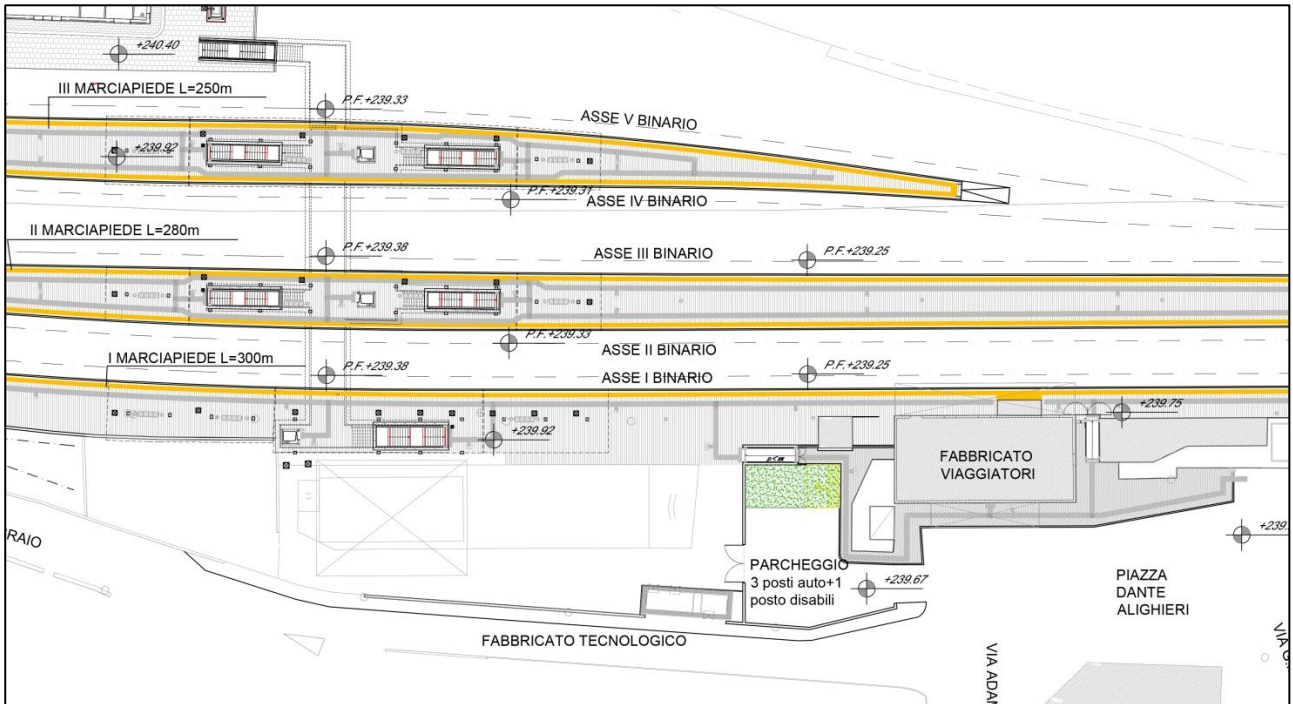 +240.40
III MARCIAPIEDE L=250m
P.F.+239.33
ASSE V BINARIO
+239.92
P.F.+239.31
ASSE IV BINARIO
II MARCIAPIEDE L=280m
P.F.+239.38
ASSE III BINARIO
P.F.+239.25
P.F.+239.33
ASSE II BINARIO
I MARCIAPIEDE L=300m
P.F.+239.38
ASSE I BINARIO
P.F.+239.25
+239.75
+239.92
FABBRICATO
VIAGGIATORI
RAIO
+239.
PARCHEGGIO
3 posti auto+1
posto disabili
+239.67
PIAZZA
DANTE
ALIGHIERI
FABBRICATO TECNOLOGICO
VIA ADAM
VIA G.